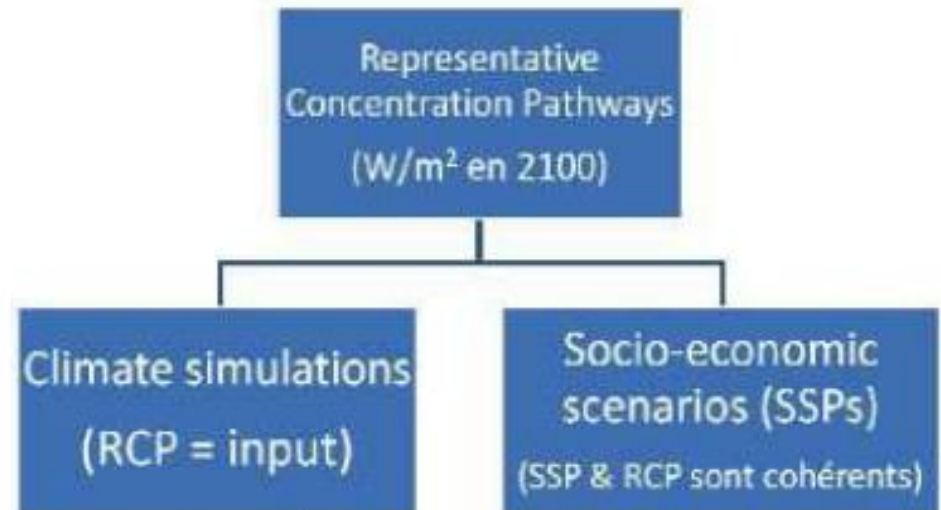 Representative
Concentration Pathways
(W/m² en 2100)
Climate simulations
(RCP = input)
Socio-economic
scenarios (SSPs)
(SSP & RCP sont cohérents)